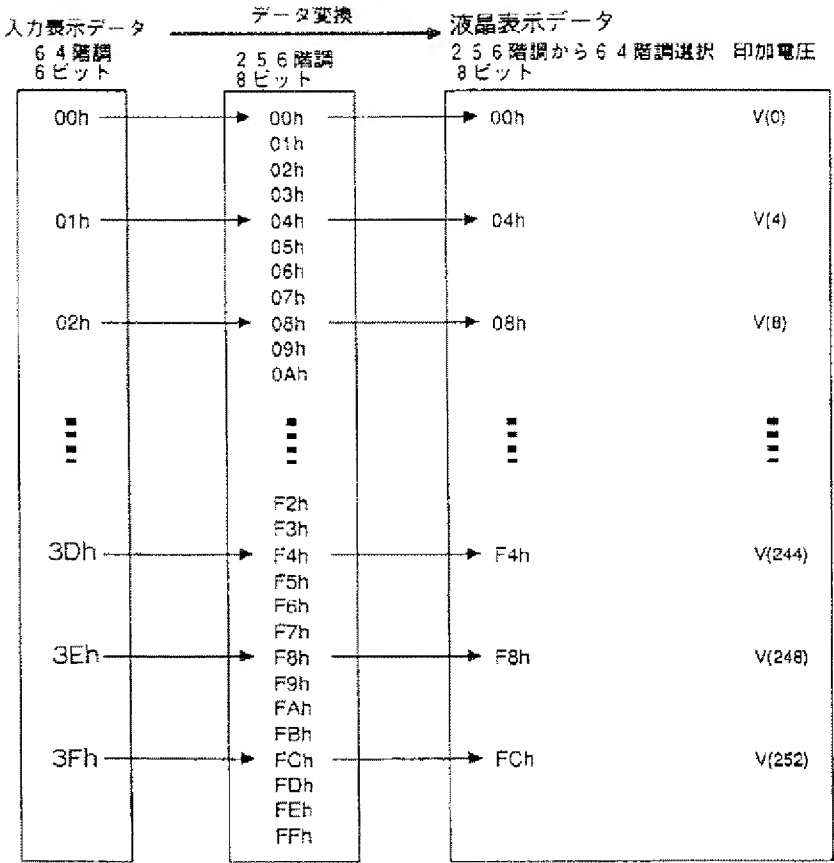 データ変換
入力表示データ
液晶表示データ
64階調
6ビット
256階調
8ビット
256階調から64階調選択 印加電圧
8ビット
00h 00h 00h V(0)
01h
02h
03h
01h 04h 04h V(4)
05h
06h
07h
02h 08h 08h V(8)
09h
0Ah
F2h
F3h
3Dh F4h F4h V(244)
F5h
F6h
F7h
3Eh F8h F8h V(248)
F9h
FAh
FBh
3Fh FCh FCh V(252)
FDh
FEh
FFh